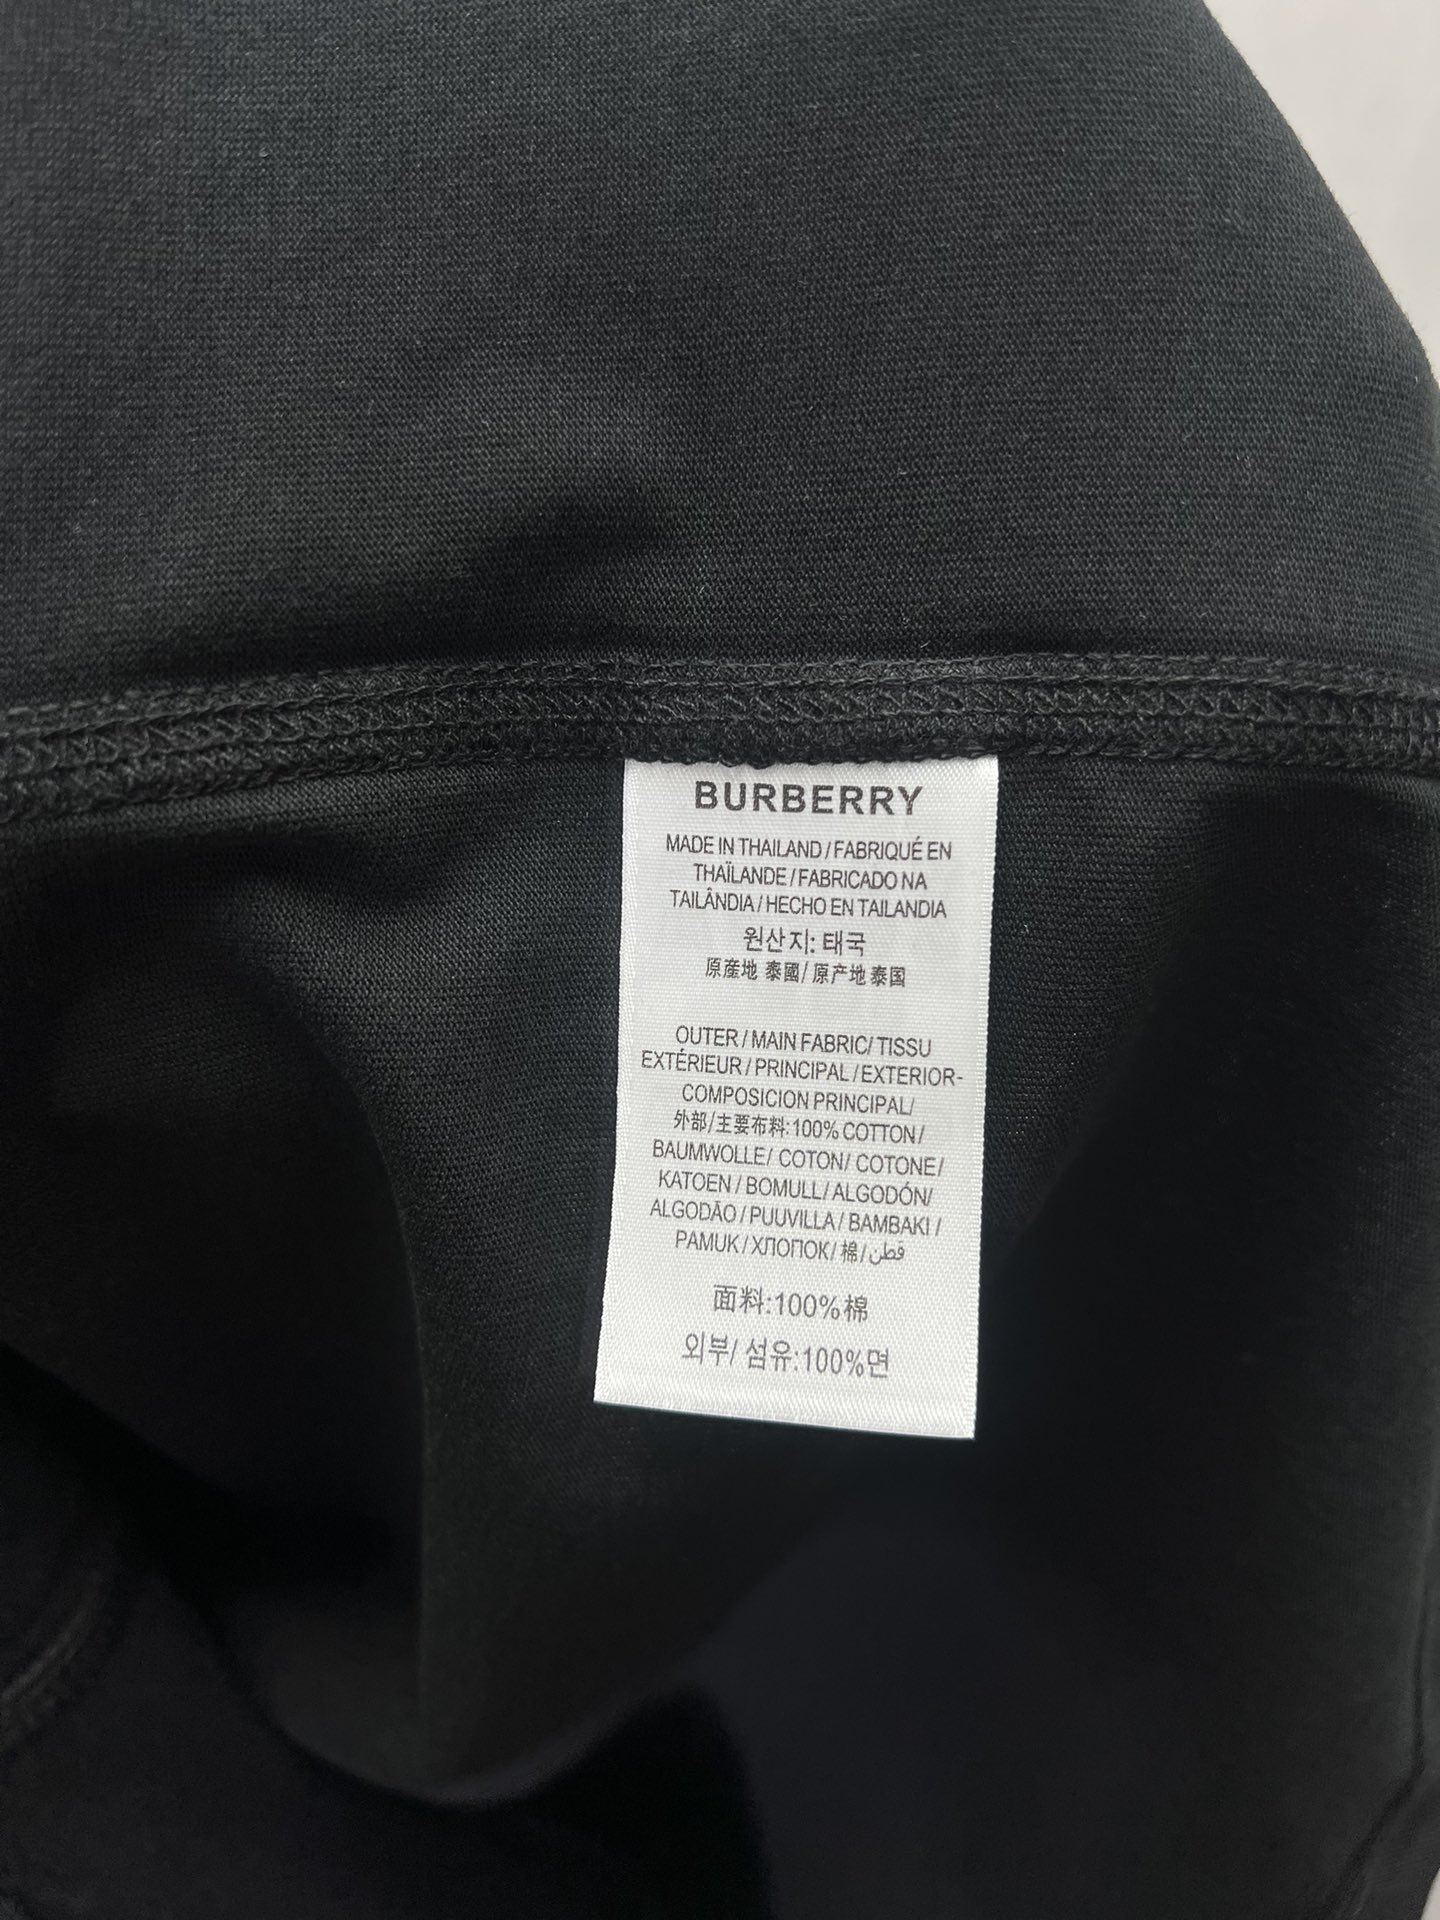 BURBERRY
MADE IN THAILAND/FABRIQUÉ EN
THAÏLANDE/FABRICADO NA
TAILÂNDIA/HECHO EN TAILANDIA
원산지: 태국
原産地 泰國/原产地 泰国
OUTER/MAIN FABRIC/TISSU
EXTÉRIEUR/PRINCIPAL/EXTERIOR-
COMPOSICION PRINCIPAL/
外部/主要布料:100% COTTON/
BAUMWOLLE/COTON/COTONE/
KATOEN/BOMULL/ALGODÓN/
ALGODÃO/PUUVILLA/BAMBAKI/
PAMUK/ХЛОПОК/棉/قطن
面料:100%棉
외부/섬유:100%면